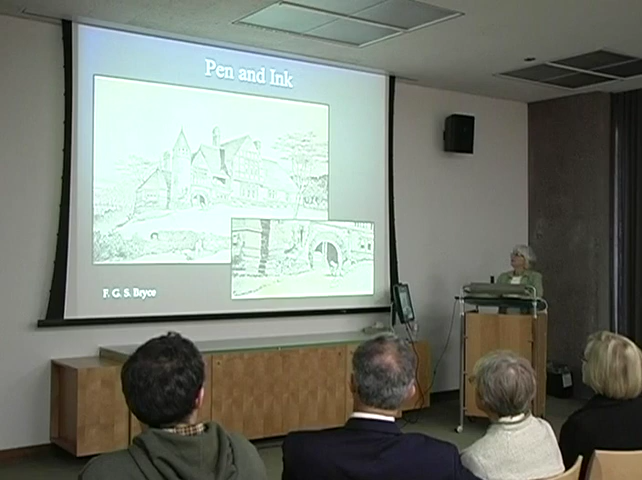 Pen and Ink
F. G. S. Bryce